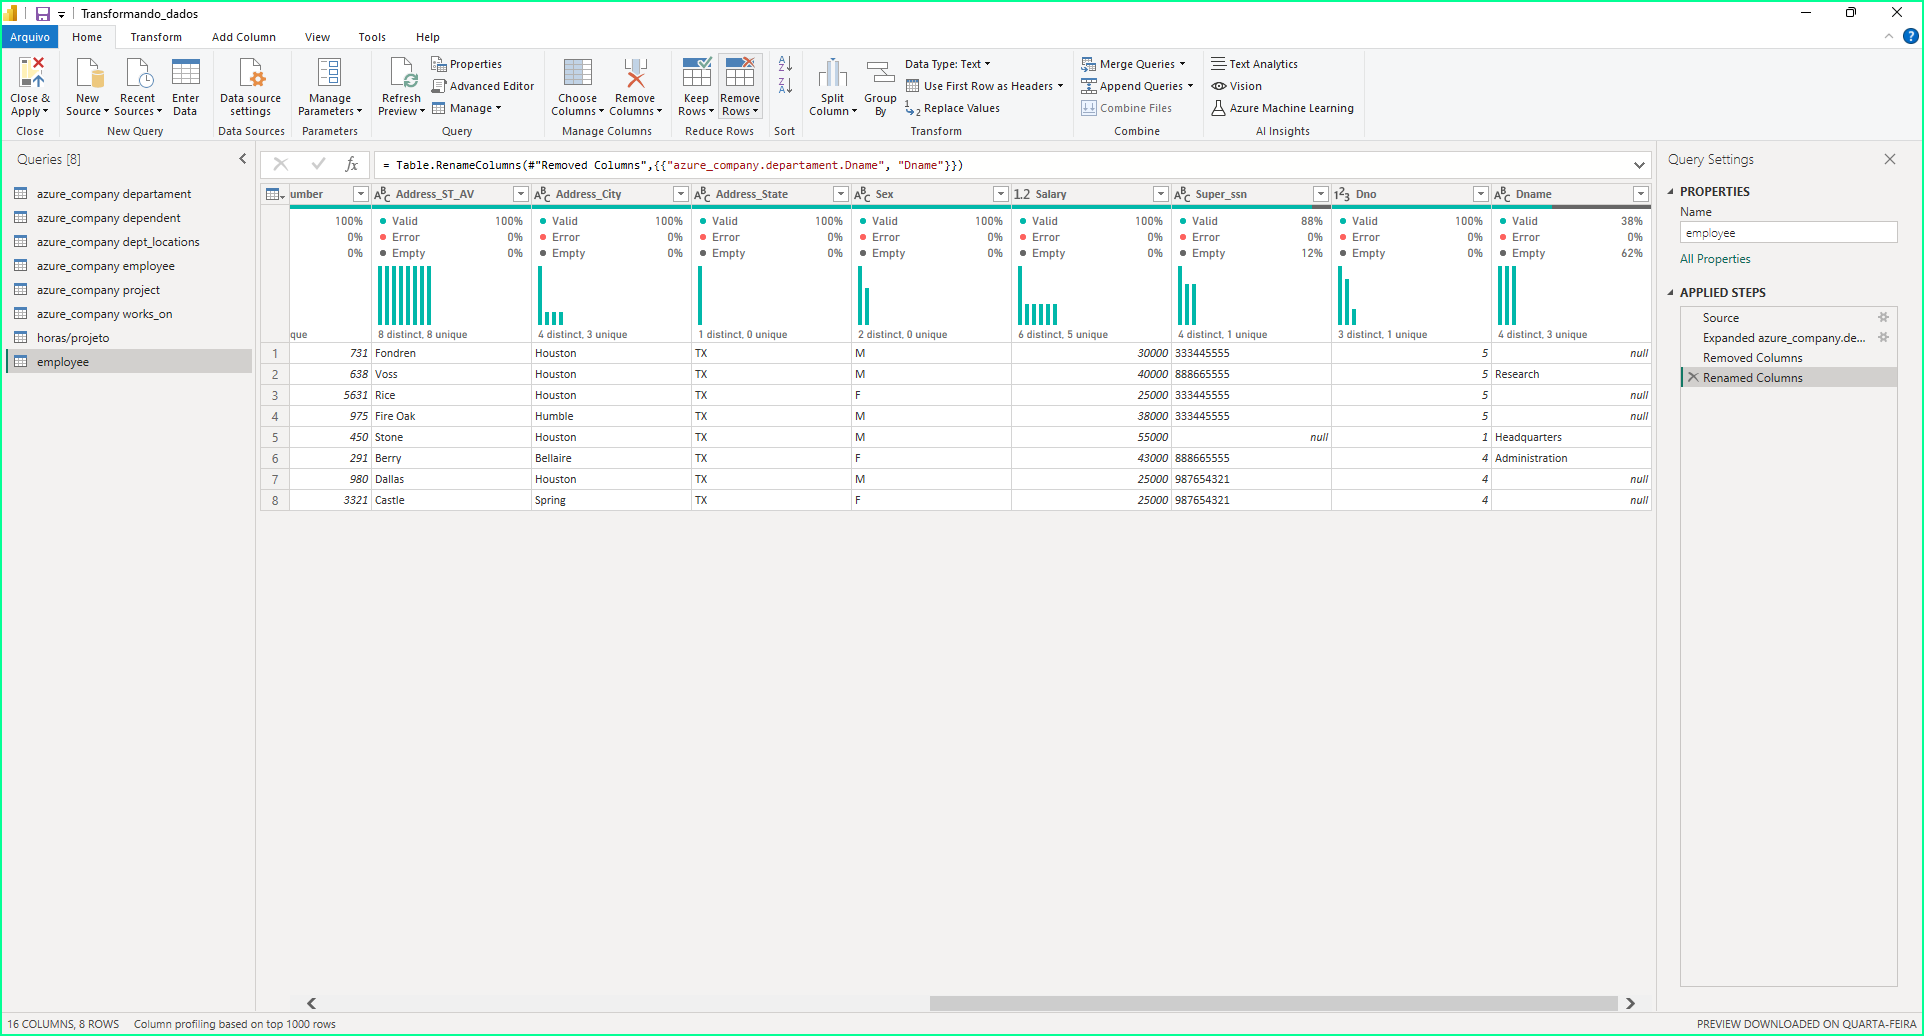 Transformando_dados
Arquivo Home Transform Add Column View Tools Help
Close & Apply
Close
New Source
Recent Sources
Enter Data
New Query
Data source settings
Data Sources
Manage Parameters
Parameters
Refresh Preview
Properties
Advanced Editor
Manage
Query
Choose Columns
Remove Columns
Manage Columns
Keep Rows
Remove Rows
Reduce Rows
Sort
Split Column
Group By
Data Type: Text
Use First Row as Headers
Replace Values
Transform
Merge Queries
Append Queries
Combine Files
Combine
Text Analytics
Vision
Azure Machine Learning
AI Insights
Queries [8]
azure_company departament
azure_company dependent
azure_company dept_locations
azure_company employee
azure_company project
azure_company works_on
horas/projeto
employee
fx = Table.RenameColumns(#"Removed Columns",{{"azure_company.departament.Dname", "Dname"}})
umber ABC Address_ST_AV ABC Address_City ABC Address_State ABC Sex 1.2 Salary ABC Super_ssn 123 Dno ABC Dname
100% Valid 100% Valid 100% Valid 100% Valid 100% Valid 100% Valid 88% Valid 100% Valid 38%
0% Error 0% Error 0% Error 0% Error 0% Error 0% Error 0% Error 0% Error 0%
0% Empty 0% Empty 0% Empty 0% Empty 0% Empty 0% Empty 12% Empty 0% Empty 62%
que 8 distinct, 8 unique 4 distinct, 3 unique 1 distinct, 0 unique 2 distinct, 0 unique 6 distinct, 5 unique 4 distinct, 1 unique 3 distinct, 1 unique 4 distinct, 3 unique
1 731 Fondren Houston TX M 30000 333445555 5 null
2 638 Voss Houston TX M 40000 888665555 5 Research
3 5631 Rice Houston TX F 25000 333445555 5 null
4 975 Fire Oak Humble TX M 38000 333445555 5 null
5 450 Stone Houston TX M 55000 null 1 Headquarters
6 291 Berry Bellaire TX F 43000 888665555 4 Administration
7 980 Dallas Houston TX M 25000 987654321 4 null
8 3321 Castle Spring TX F 25000 987654321 4 null
Query Settings
PROPERTIES
Name
employee
All Properties
APPLIED STEPS
Source
Expanded azure_company.de...
Removed Columns
Renamed Columns
16 COLUMNS, 8 ROWS Column profiling based on top 1000 rows
PREVIEW DOWNLOADED ON QUARTA-FEIRA